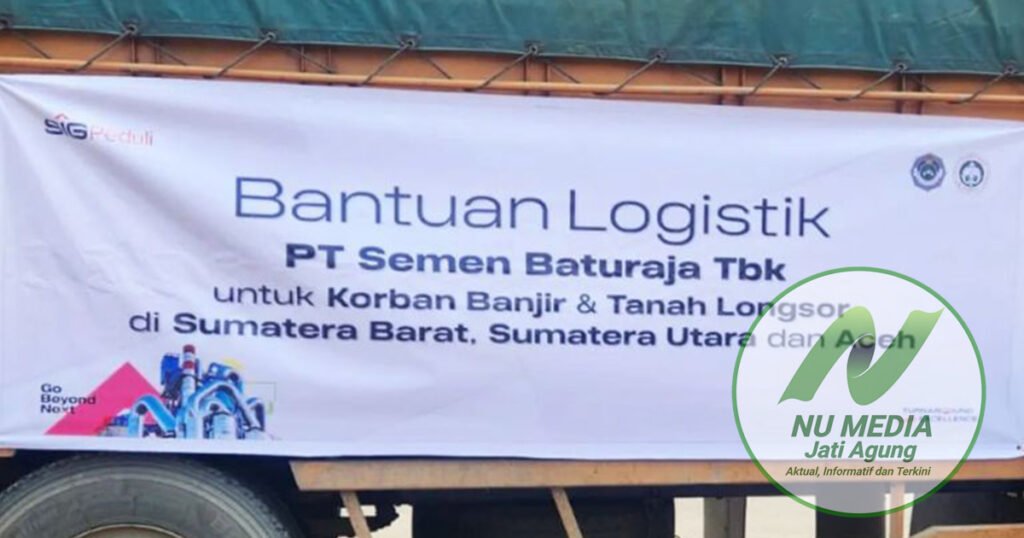 SIG Peduli
Bantuan Logistik
PT Semen Baturaja Tbk
untuk Korban Banjir & Tanah Longsor
di Sumatera Barat, Sumatera Utara dan Aceh
Go
Beyond
Next
NU MEDIA
Jati Agung
Aktual, Informatif dan Terkini